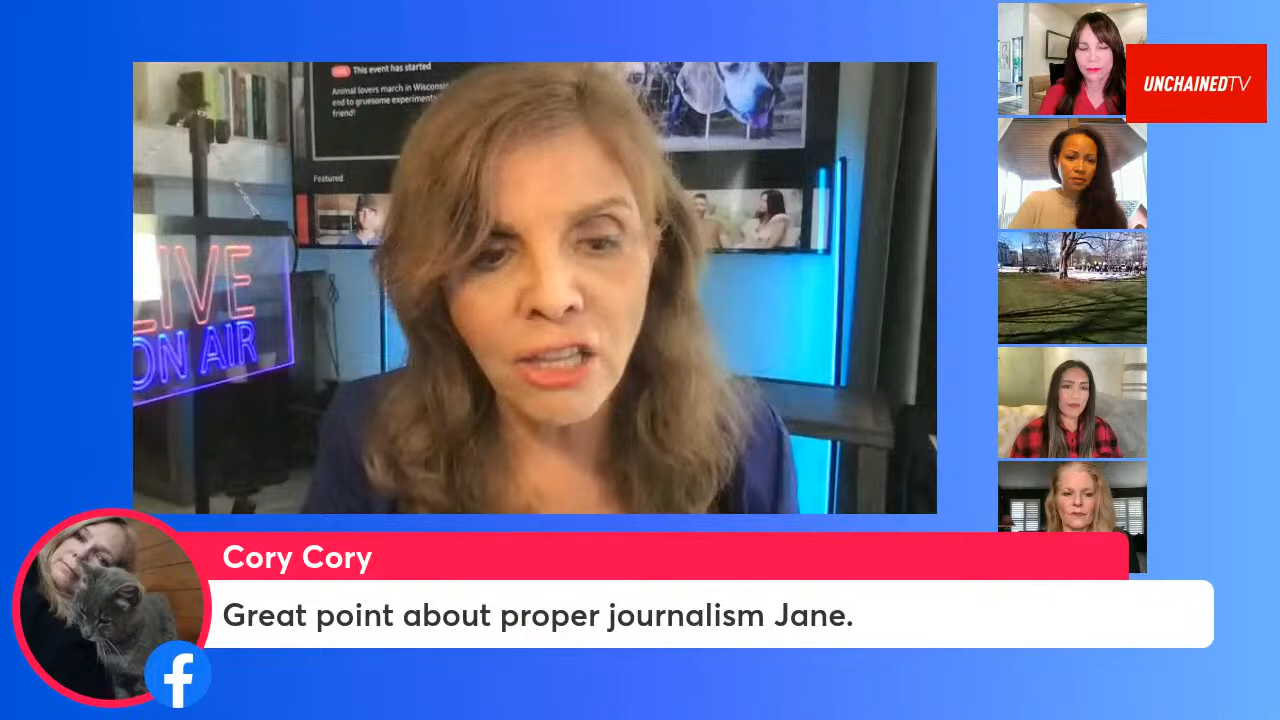 This event has started
Animal lovers march in Wisconsin
end to gruesome experiments
friend!
Featured
UNCHAINEDTV
LIVE
ON AIR
Cory Cory
Great point about proper journalism Jane.